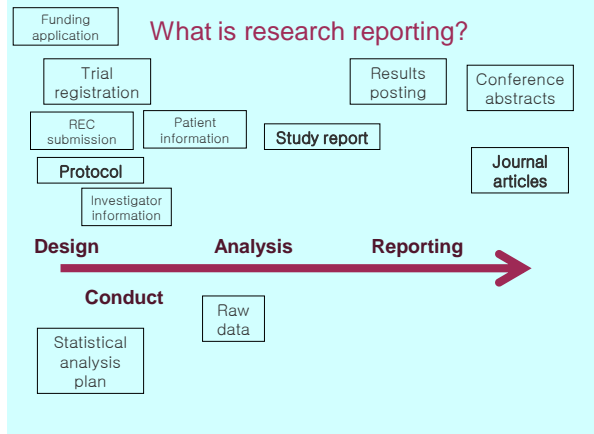 Funding
application
What is research reporting?
Trial
registration
Results
posting
Conference
abstracts
REC
submission
Patient
information
Study report
Journal
articles
Protocol
Investigator
information
Design
Analysis
Reporting
Conduct
Raw
data
Statistical
analysis
plan